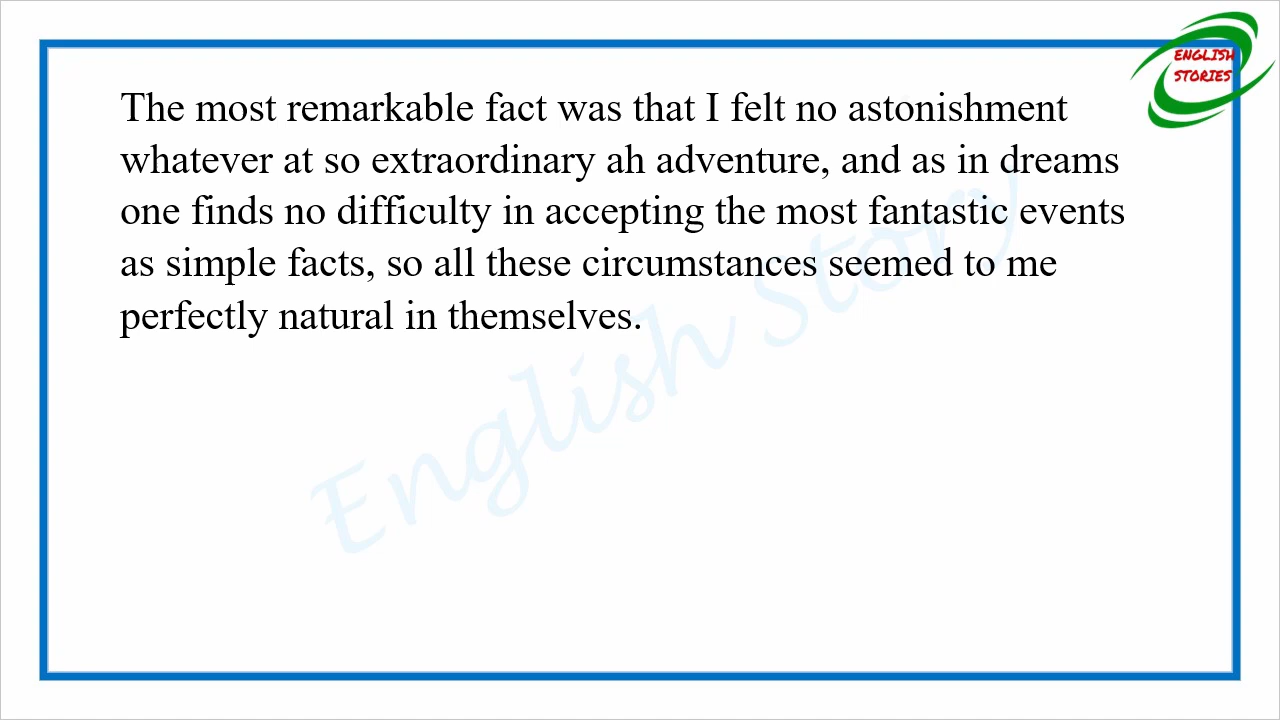 ENGLISH
STORIES
The most remarkable fact was that I felt no astonishment
whatever at so extraordinary ah adventure, and as in dreams
one finds no difficulty in accepting the most fantastic events
as simple facts, so all these circumstances seemed to me
perfectly natural in themselves.
English Story